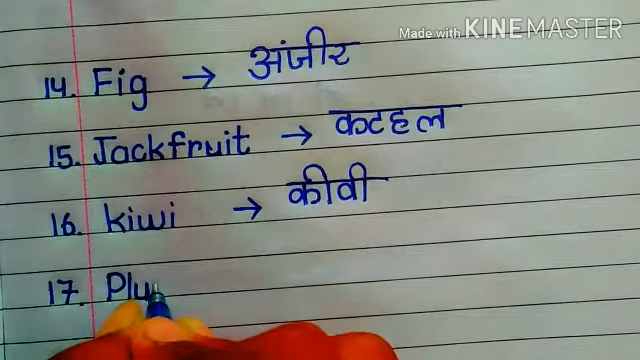 Made with KINEMASTER
14. Fig → अंजीर
15. Jackfruit → कटहल
16. kiwi → कीवी
17. Plu